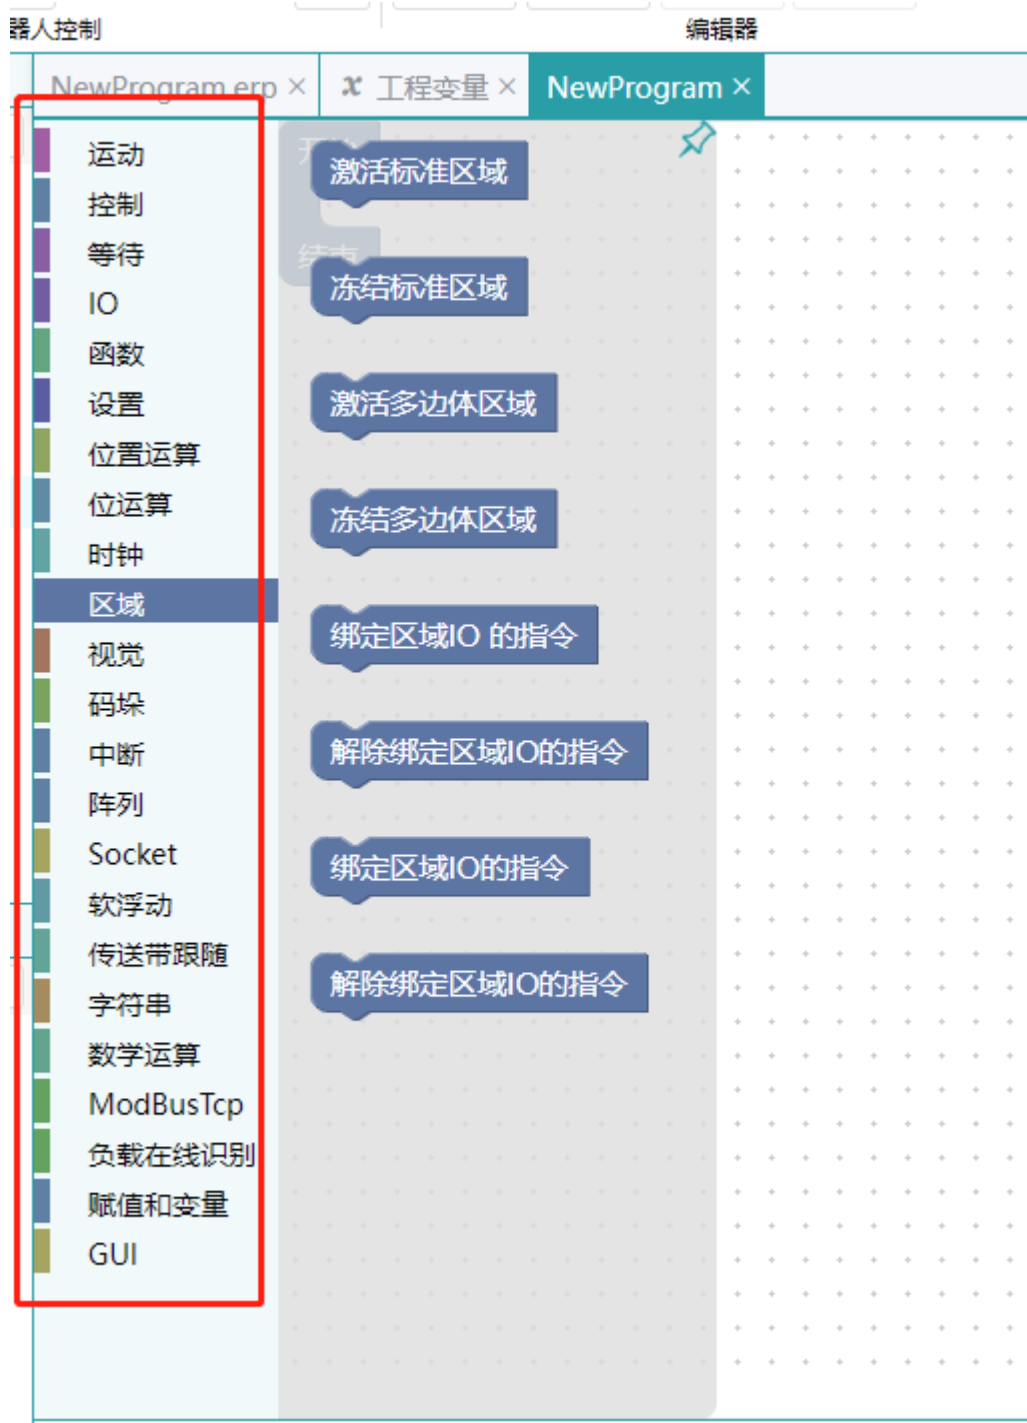 器人控制
编辑器
NewProgram.erp ×
x 工程变量 ×
NewProgram ×
运动
控制
等待
IO
函数
设置
位置运算
位运算
时钟
区域
视觉
码垛
中断
阵列
Socket
软浮动
传送带跟随
字符串
数学运算
ModBusTcp
负载在线识别
赋值和变量
GUI
开始
结束
激活标准区域
冻结标准区域
激活多边体区域
冻结多边体区域
绑定区域IO 的指令
解除绑定区域IO的指令
绑定区域IO的指令
解除绑定区域IO的指令